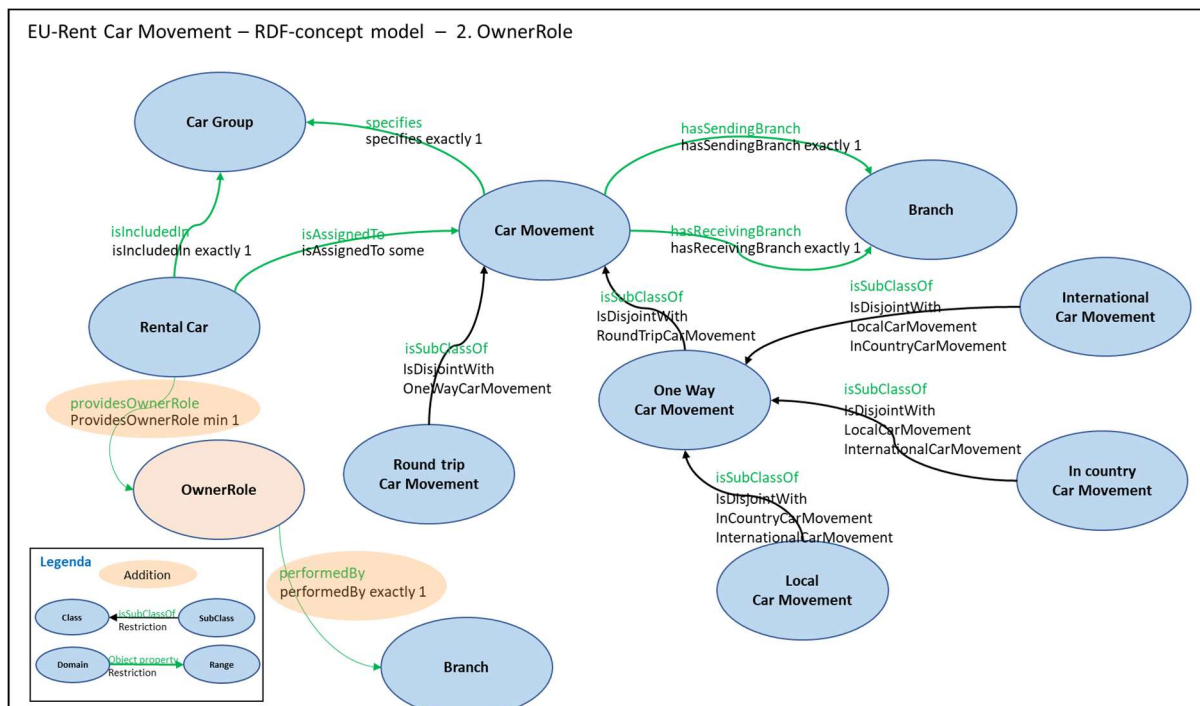 EU-Rent Car Movement – RDF-concept model – 2. OwnerRole
Car Group
specifies
specifies exactly 1
hasSendingBranch
hasSendingBranch exactly 1
Branch
isIncludedIn
isIncludedIn exactly 1
isAssignedTo
isAssignedTo some
Car Movement
hasReceivingBranch
hasReceivingBranch exactly 1
Rental Car
isSubClassOf
IsDisjointWith
OneWayCarMovement
isSubClassOf
IsDisjointWith
RoundTripCarMovement
isSubClassOf
IsDisjointWith
LocalCarMovement
InCountryCarMovement
International
Car Movement
providesOwnerRole
ProvidesOwnerRole min 1
One Way
Car Movement
isSubClassOf
IsDisjointWith
LocalCarMovement
InternationalCarMovement
OwnerRole
Round trip
Car Movement
isSubClassOf
IsDisjointWith
InCountryCarMovement
InternationalCarMovement
In country
Car Movement
performedBy
performedBy exactly 1
Local
Car Movement
Branch
Legenda
Addition
Class
isSubClassOf
Restriction
SubClass
Domain
Object property
Restriction
Range